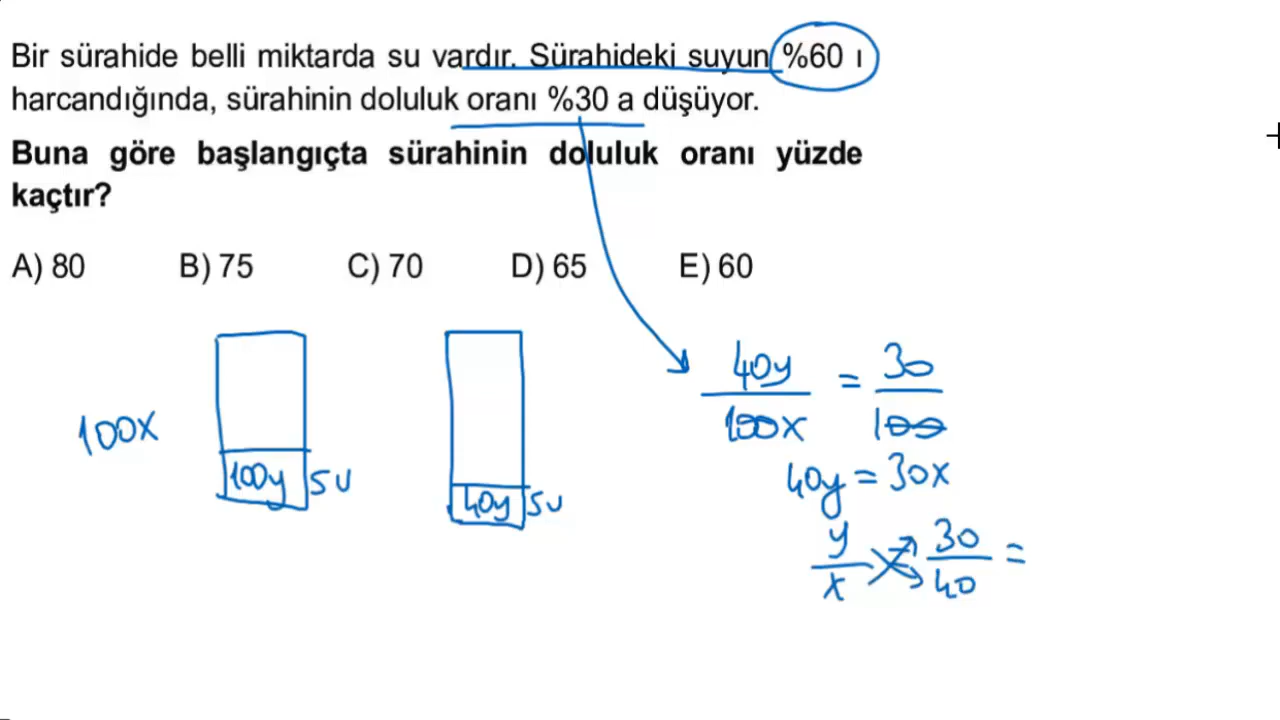 Bir sürahide belli miktarda su vardır. Sürahideki suyun %60 ı
harcandığında, sürahinin doluluk oranı %30 a düşüyor.
Buna göre başlangıçta sürahinin doluluk oranı yüzde
kaçtır?
A) 80 B) 75 C) 70 D) 65 E) 60
100x
100y su
40y su
40y = 30
100x 100
40y = 30x
y 30 =
x 40